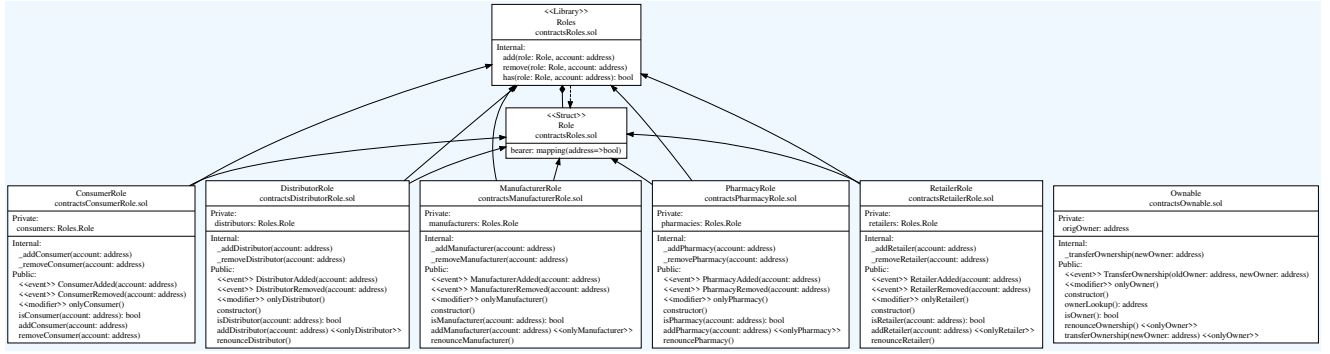 <<Library>>
Roles
contractsRoles.sol
Internal:
add(role: Role, account: address)
remove(role: Role, account: address)
has(role: Role, account: address): bool
<<Struct>>
Role
contractsRoles.sol
bearer: mapping(address=>bool)
ConsumerRole
contractsConsumerRole.sol
Private:
consumers: Roles.Role
Internal:
_addConsumer(account: address)
_removeConsumer(account: address)
Public:
<<event>> ConsumerAdded(account: address)
<<event>> ConsumerRemoved(account: address)
<<modifier>> onlyConsumer()
isConsumer(account: address): bool
addConsumer(account: address)
removeConsumer(account: address)
DistributorRole
contractsDistributorRole.sol
Private:
distributors: Roles.Role
Internal:
_addDistributor(account: address)
_removeDistributor(account: address)
Public:
<<event>> DistributorAdded(account: address)
<<event>> DistributorRemoved(account: address)
<<modifier>> onlyDistributor()
constructor()
isDistributor(account: address): bool
addDistributor(account: address) <<onlyDistributor>>
renounceDistributor()
ManufacturerRole
contractsManufacturerRole.sol
Private:
manufacturers: Roles.Role
Internal:
_addManufacturer(account: address)
_removeManufacturer(account: address)
Public:
<<event>> ManufacturerAdded(account: address)
<<event>> ManufacturerRemoved(account: address)
<<modifier>> onlyManufacturer()
constructor()
isManufacturer(account: address): bool
addManufacturer(account: address) <<onlyManufacturer>>
renounceManufacturer()
PharmacyRole
contractsPharmacyRole.sol
Private:
pharmacies: Roles.Role
Internal:
_addPharmacy(account: address)
_removePharmacy(account: address)
Public:
<<event>> PharmacyAdded(account: address)
<<event>> PharmacyRemoved(account: address)
<<modifier>> onlyPharmacy()
constructor()
isPharmacy(account: address): bool
addPharmacy(account: address) <<onlyPharmacy>>
renouncePharmacy()
RetailerRole
contractsRetailerRole.sol
Private:
retailers: Roles.Role
Internal:
_addRetailer(account: address)
_removeRetailer(account: address)
Public:
<<event>> RetailerAdded(account: address)
<<event>> RetailerRemoved(account: address)
<<modifier>> onlyRetailer()
constructor()
isRetailer(account: address): bool
addRetailer(account: address) <<onlyRetailer>>
renounceRetailer()
Ownable
contractsOwnable.sol
Private:
origOwner: address
Internal:
_transferOwnership(newOwner: address)
Public:
<<event>> TransferOwnership(oldOwner: address, newOwner: address)
<<modifier>> onlyOwner()
constructor()
ownerLookup(): address
isOwner(): bool
renounceOwnership() <<onlyOwner>>
transferOwnership(newOwner: address) <<onlyOwner>>